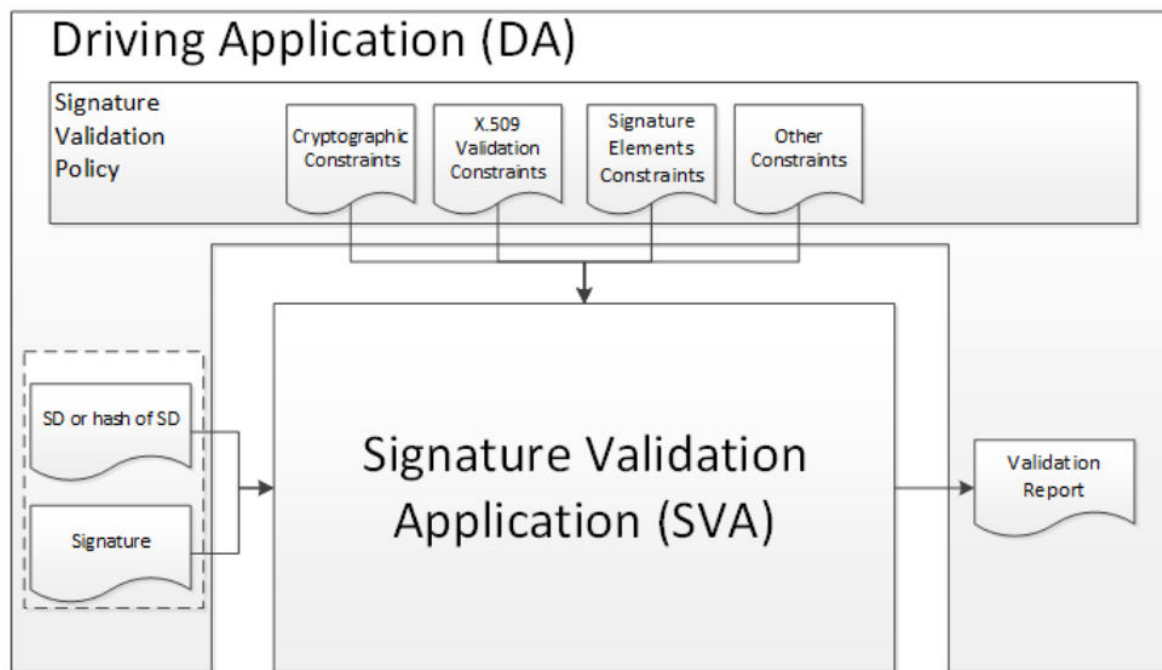 Driving Application (DA)
Signature
Validation
Policy
Cryptographic
Constraints
X.509
Validation
Constraints
Signature
Elements
Constraints
Other
Constraints
SD or hash of SD
Signature
Signature Validation
Application (SVA)
Validation
Report